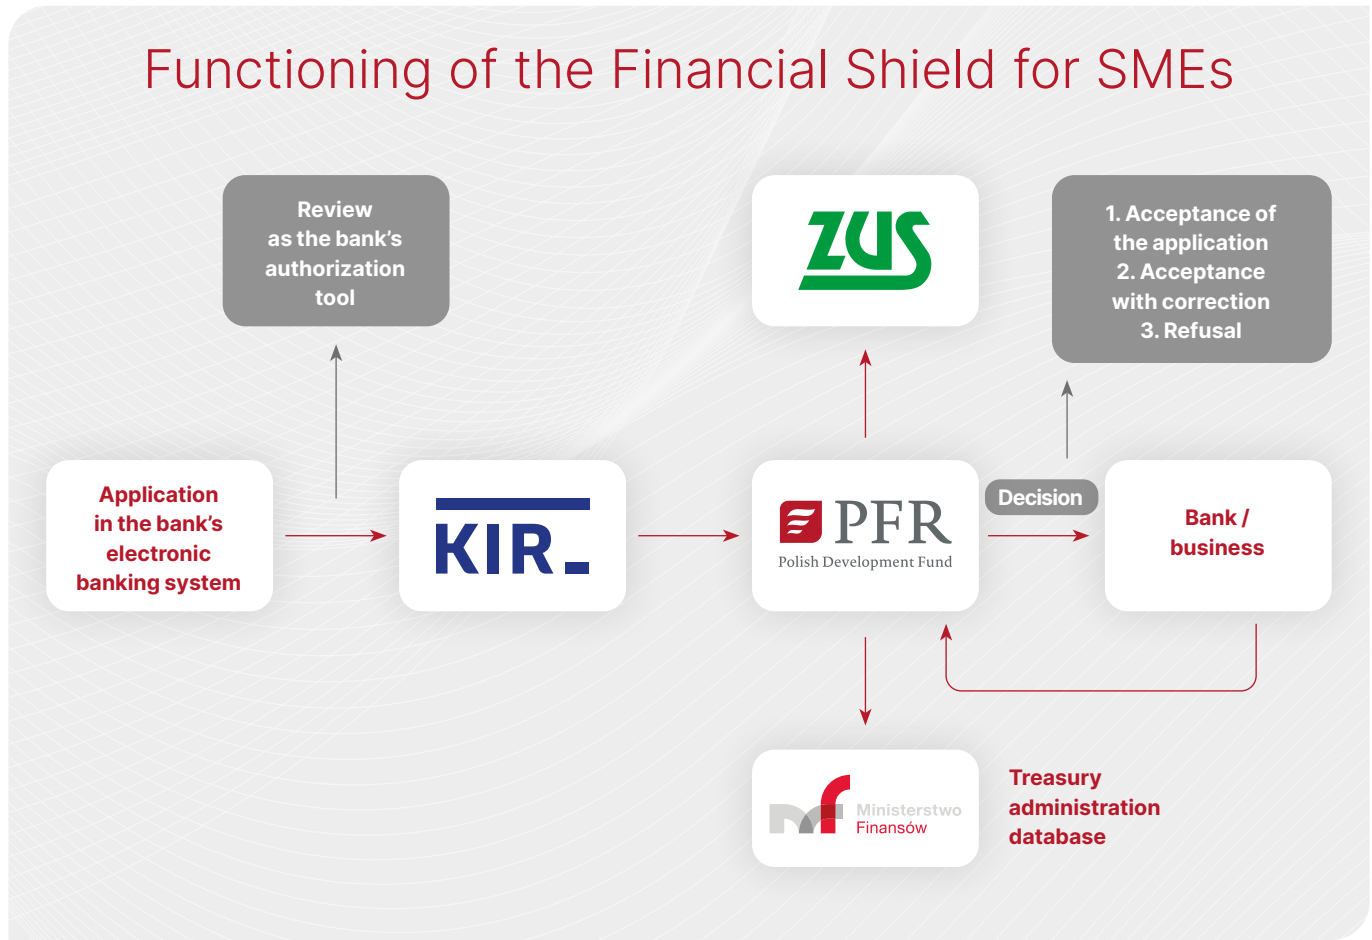 Functioning of the Financial Shield for SMEs
Review
as the bank's
authorization
tool
ZUS
1. Acceptance of
the application
2. Acceptance
with correction
3. Refusal
Application
in the bank's
electronic
banking system
KIR_
PFR
Polish Development Fund
Decision
Bank /
business
Ministerstwo
Finansów
Treasury
administration
database